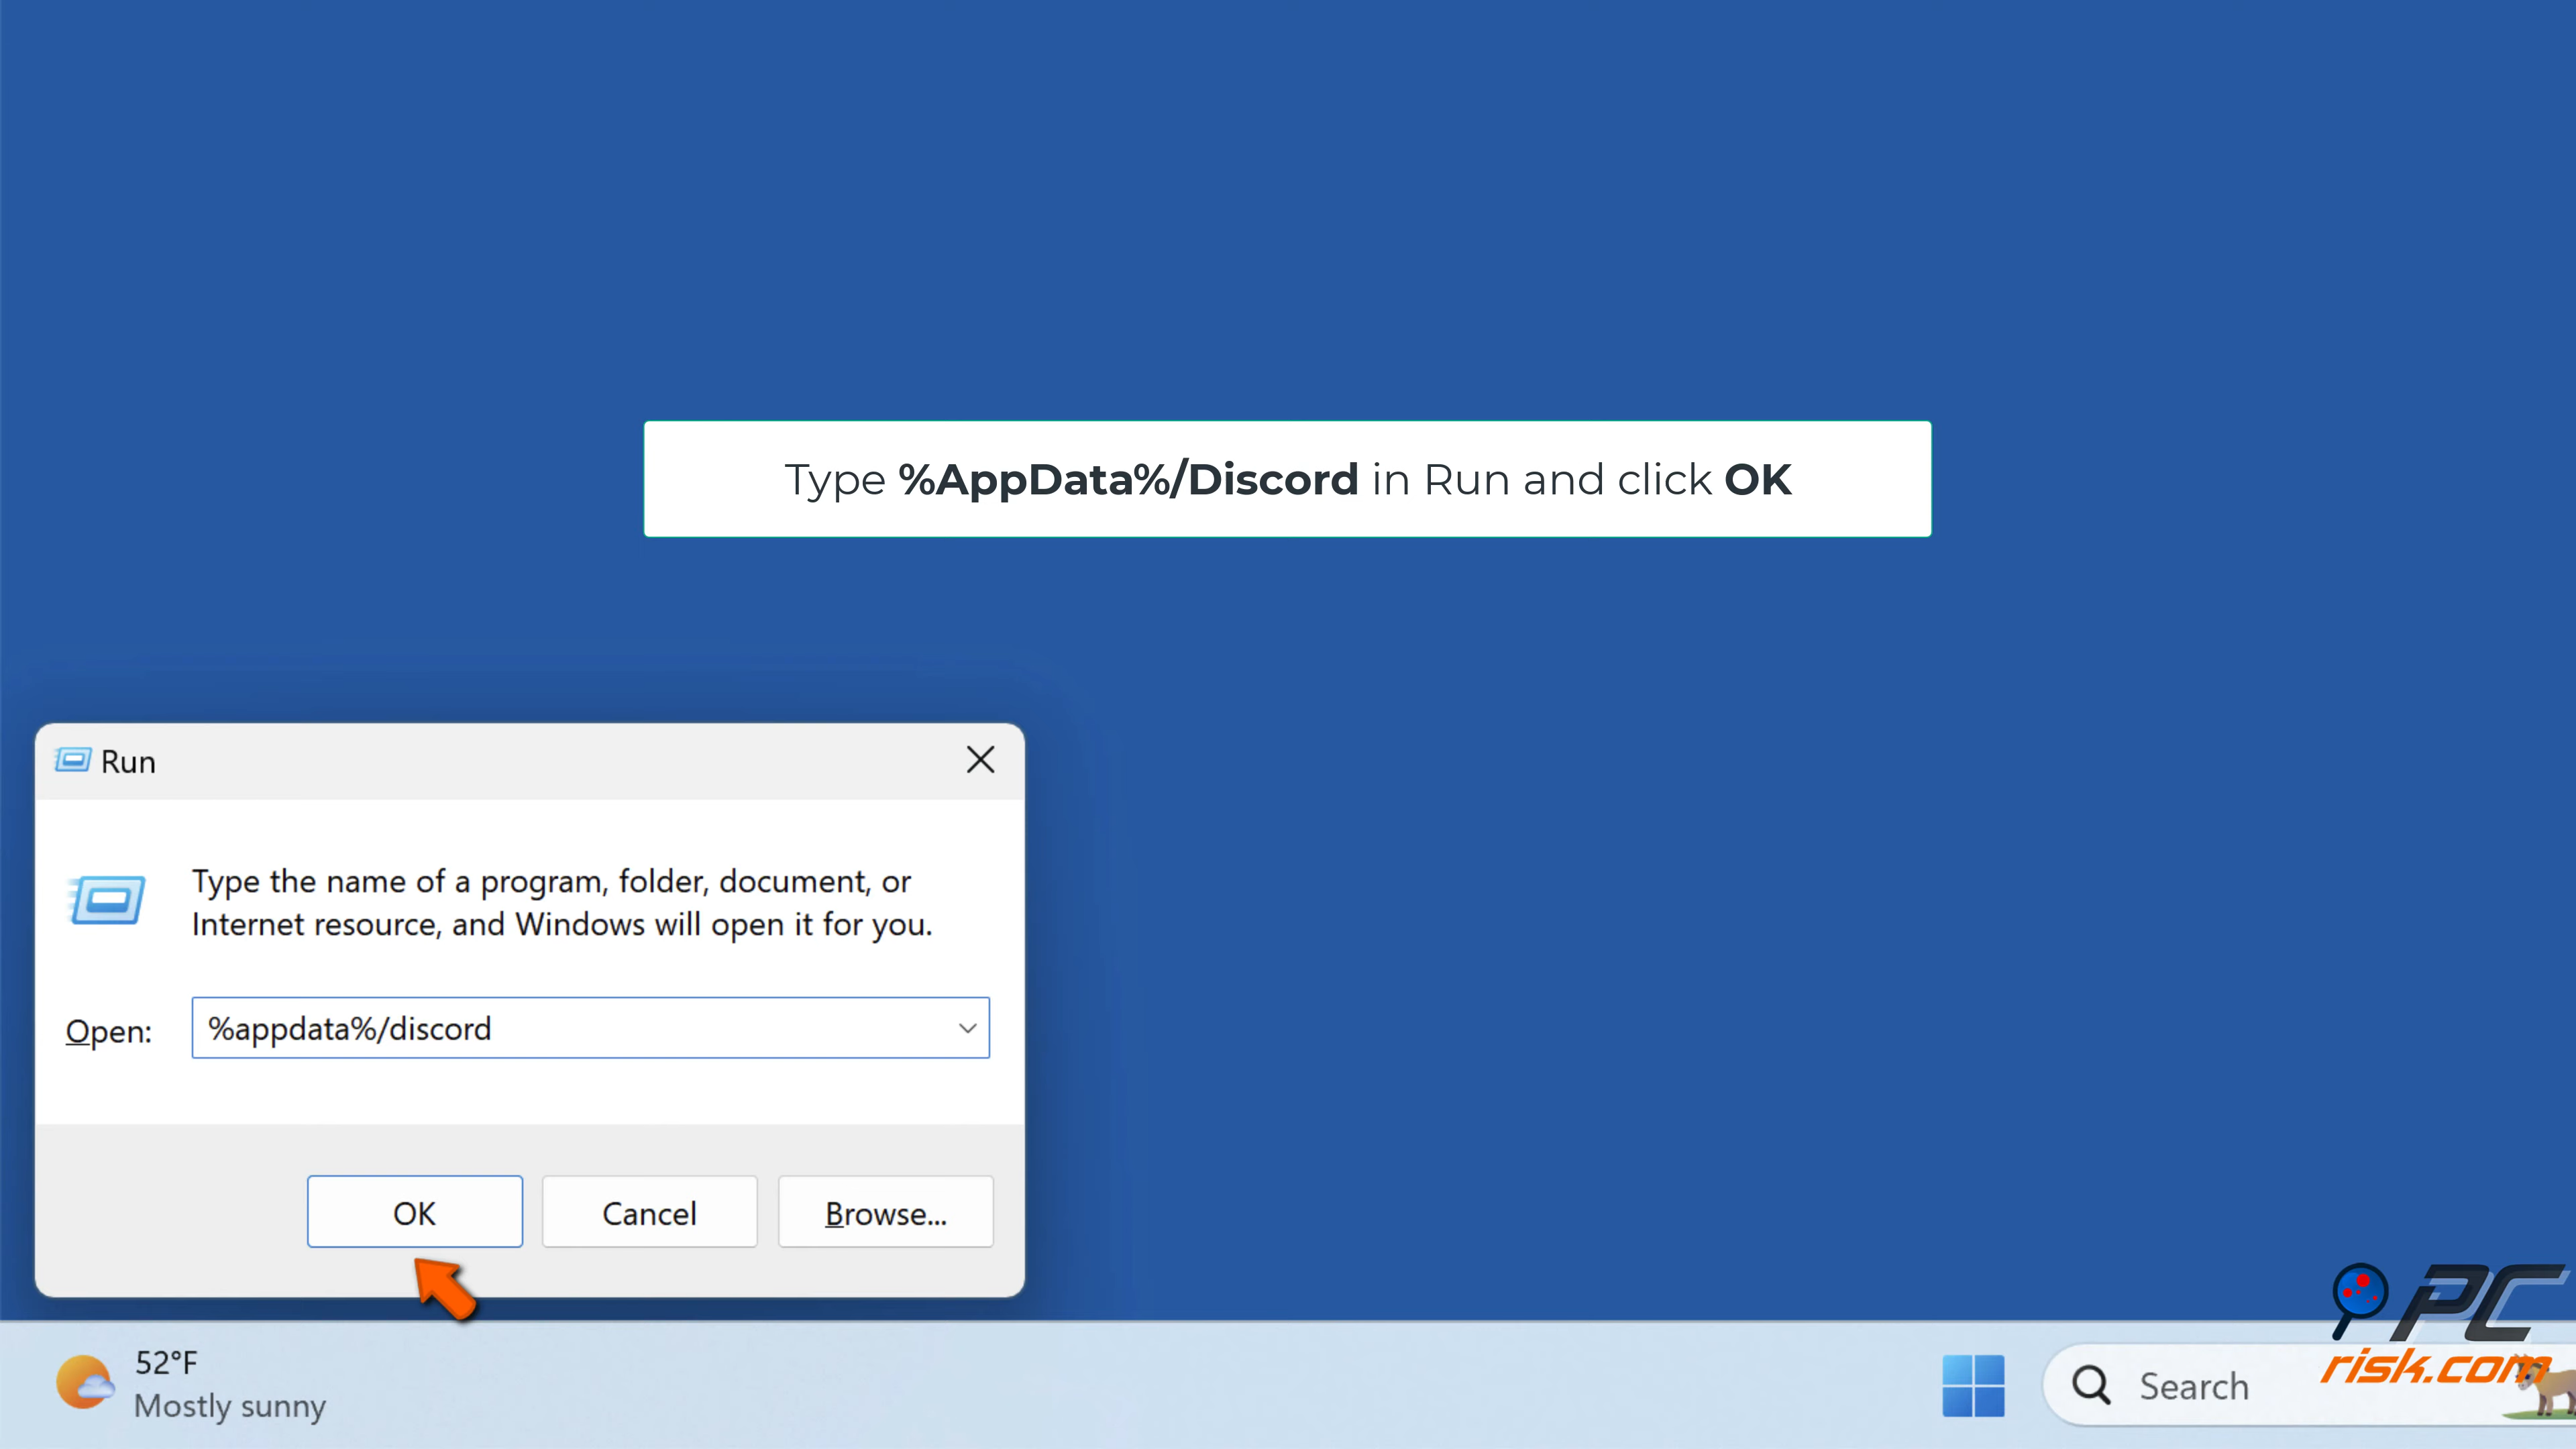 Type %AppData%/Discord in Run and click OK
Run
Type the name of a program, folder, document, or
Internet resource, and Windows will open it for you.
Open:
%appdata%/discord
OK
Cancel
Browse...
52°F
Mostly sunny
Search
PC
risk.com